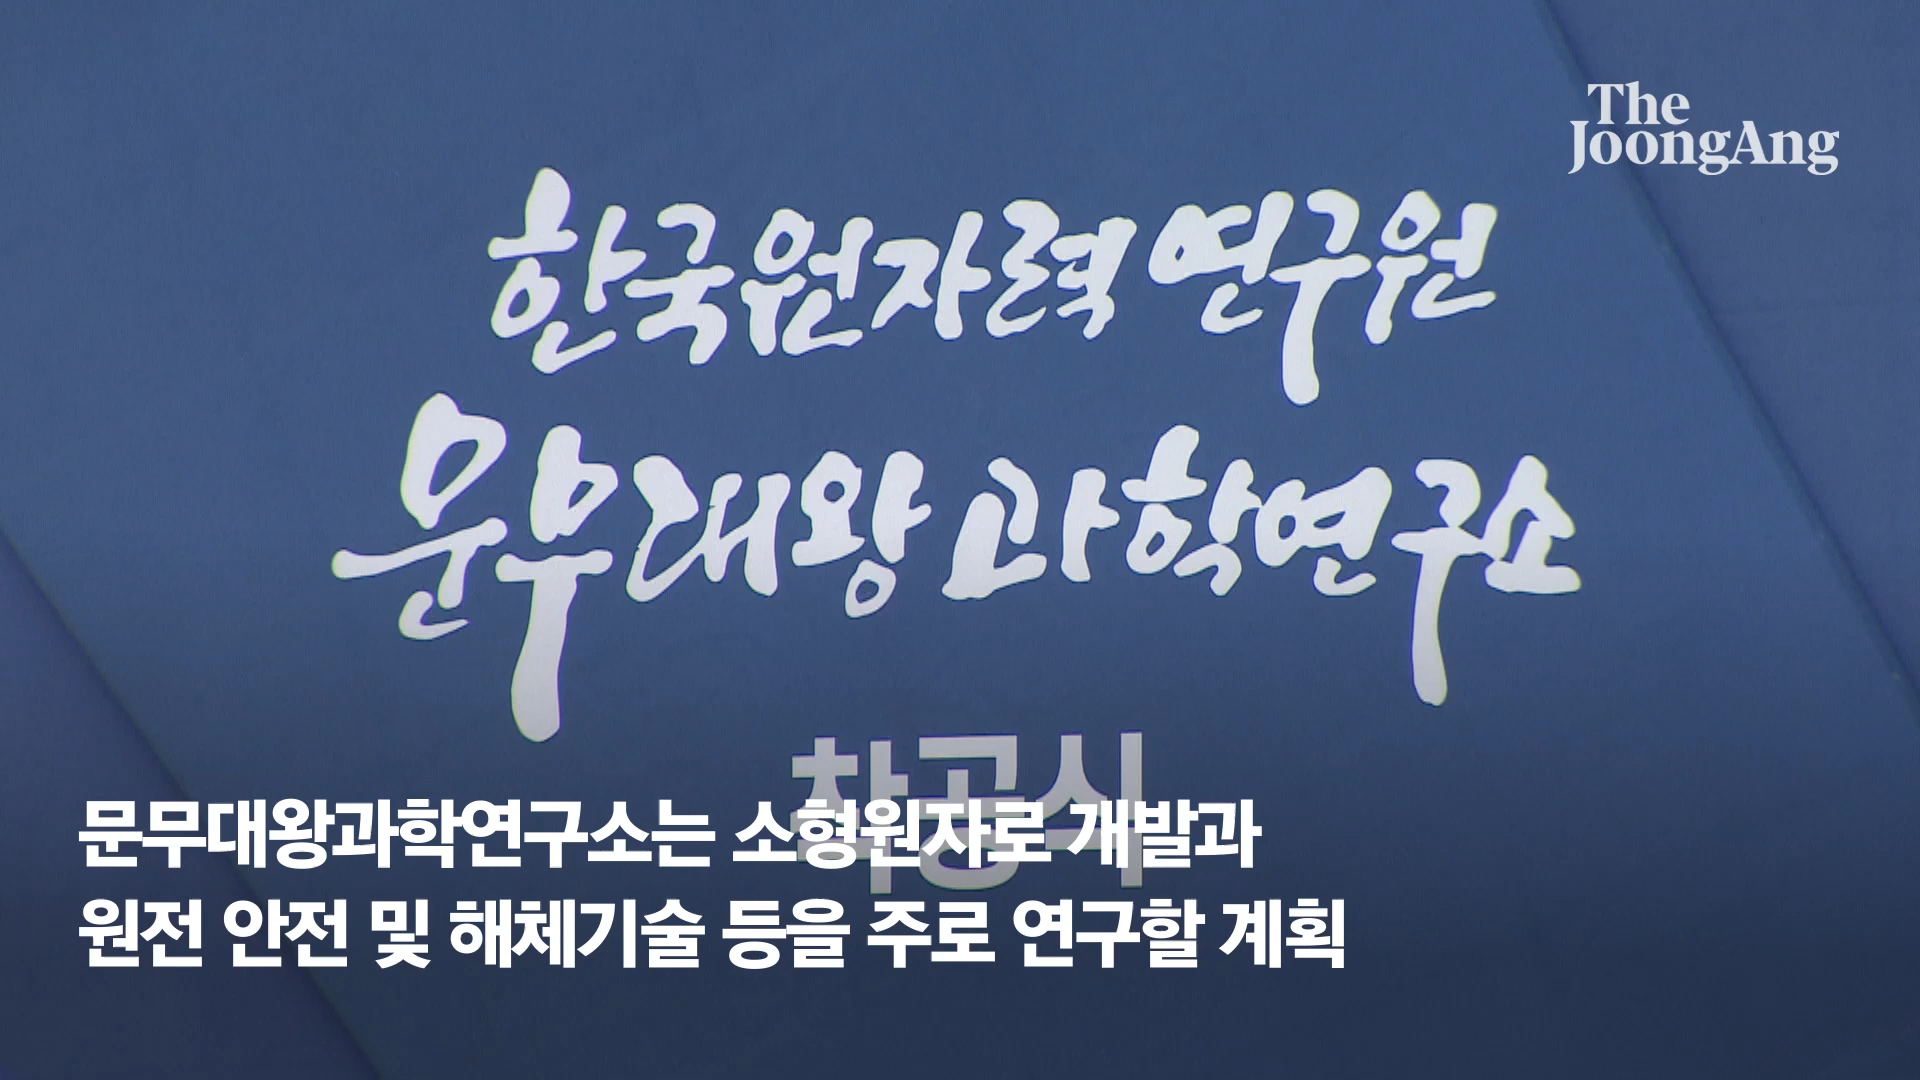 The
JoongAng
한국원자력연구원
문무대왕과학연구소
착공식
문무대왕과학연구소는 소형원자로 개발과
원전 안전 및 해체기술 등을 주로 연구할 계획